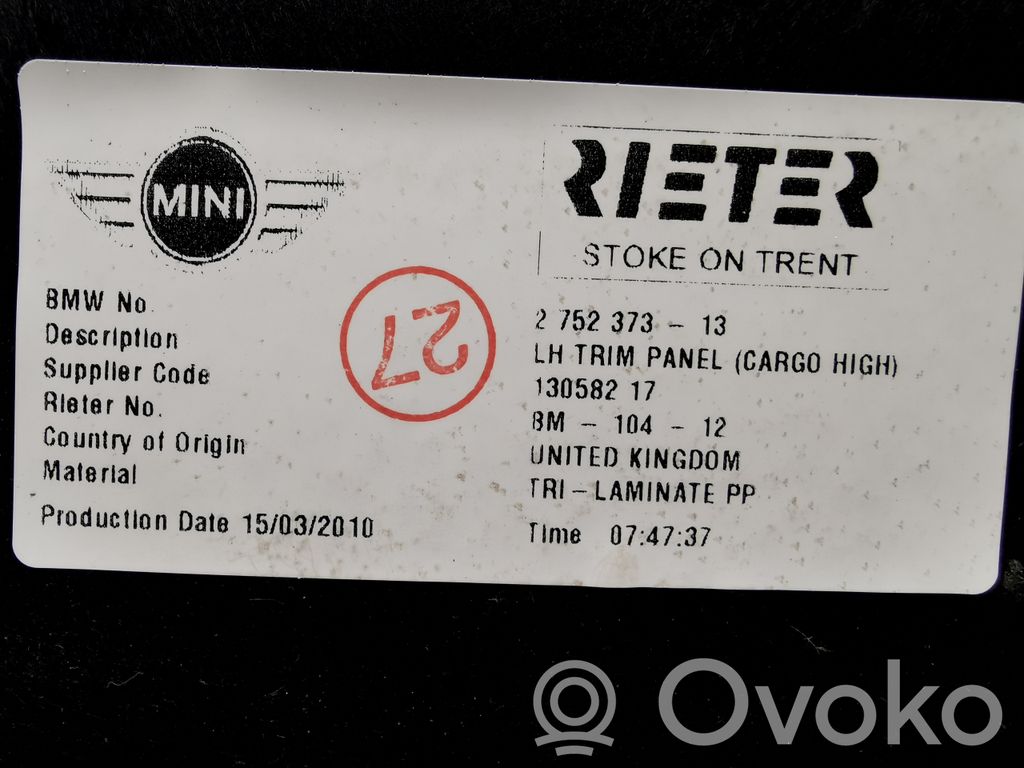 MINI
RIETER
STOKE ON TRENT
BMW No. 2 752 373 - 13
Description LH TRIM PANEL (CARGO HIGH)
Supplier Code 130582 17
Rieter No. BM - 104 - 12
Country of Origin UNITED KINGDOM
Material TRI - LAMINATE PP
Production Date 15/03/2010 Time 07:47:37
27
Ovoko